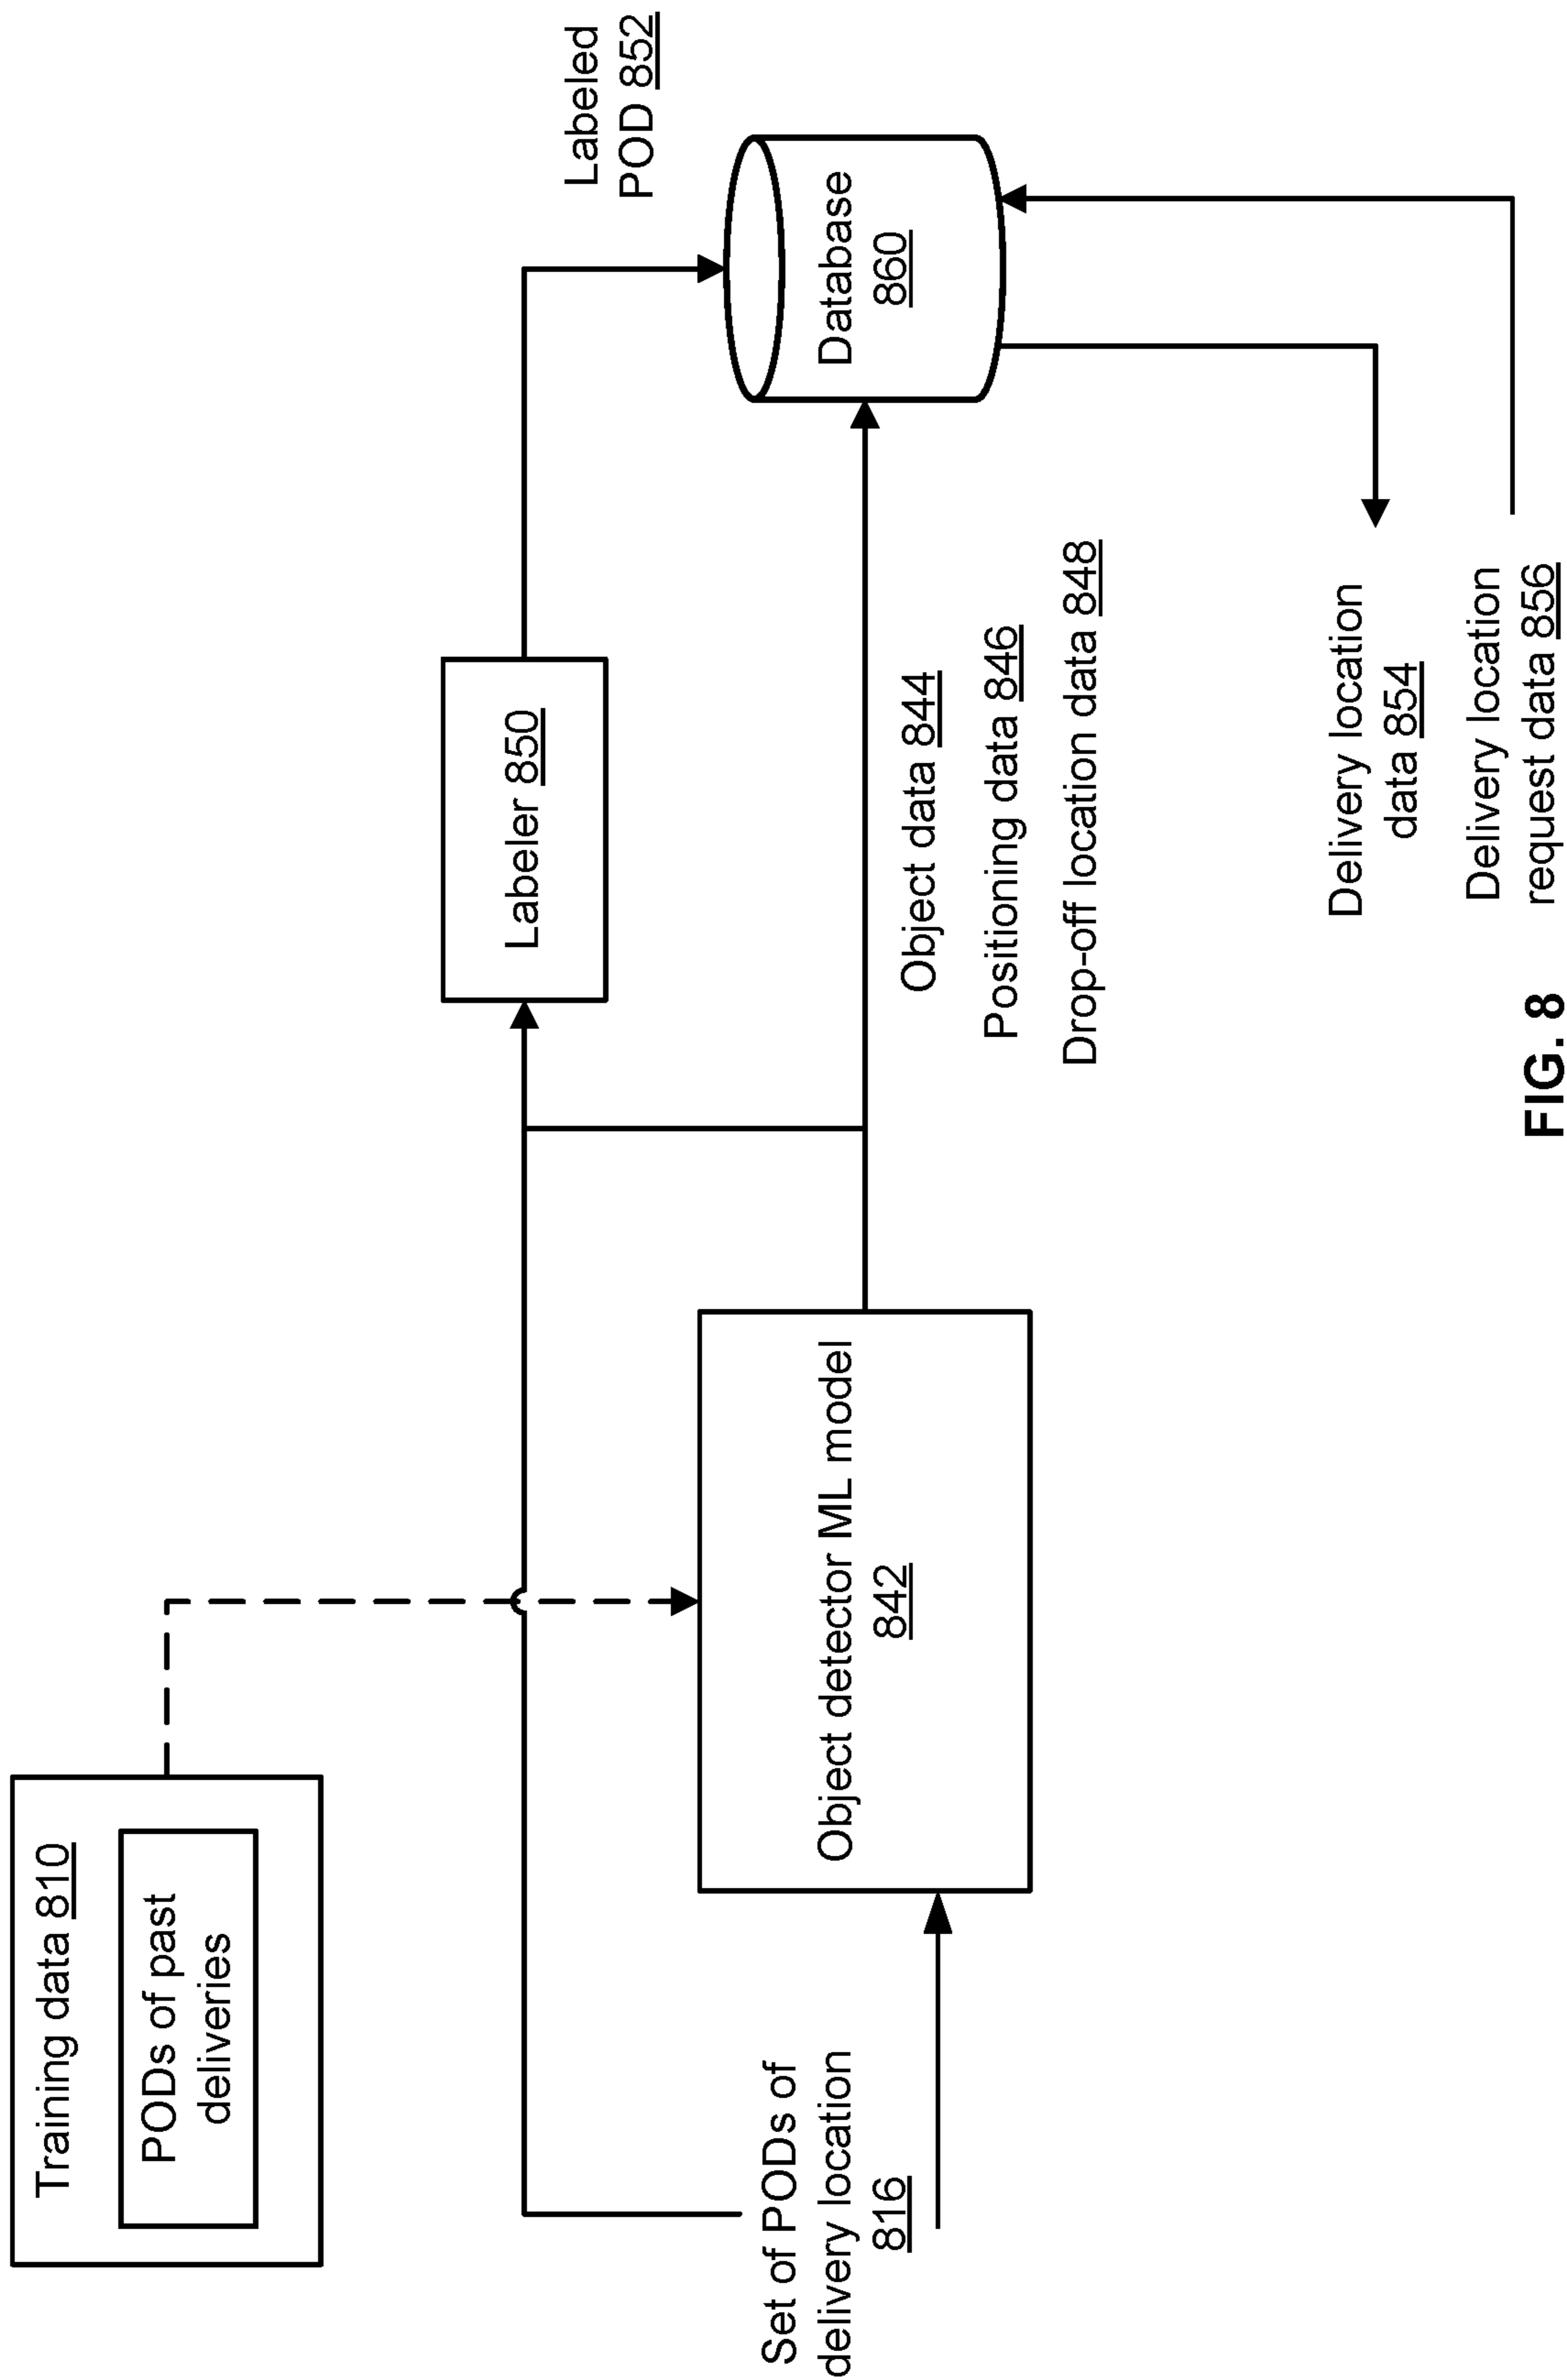 Training data 810
PODs of past
deliveries
Set of PODs of
delivery location
816
Object detector ML model
842
Labeler 850
Object data 844
Positioning data 846
Drop-off location data 848
Labeled
POD 852
Database
860
Delivery location
data 854
Delivery location
request data 856
FIG. 8